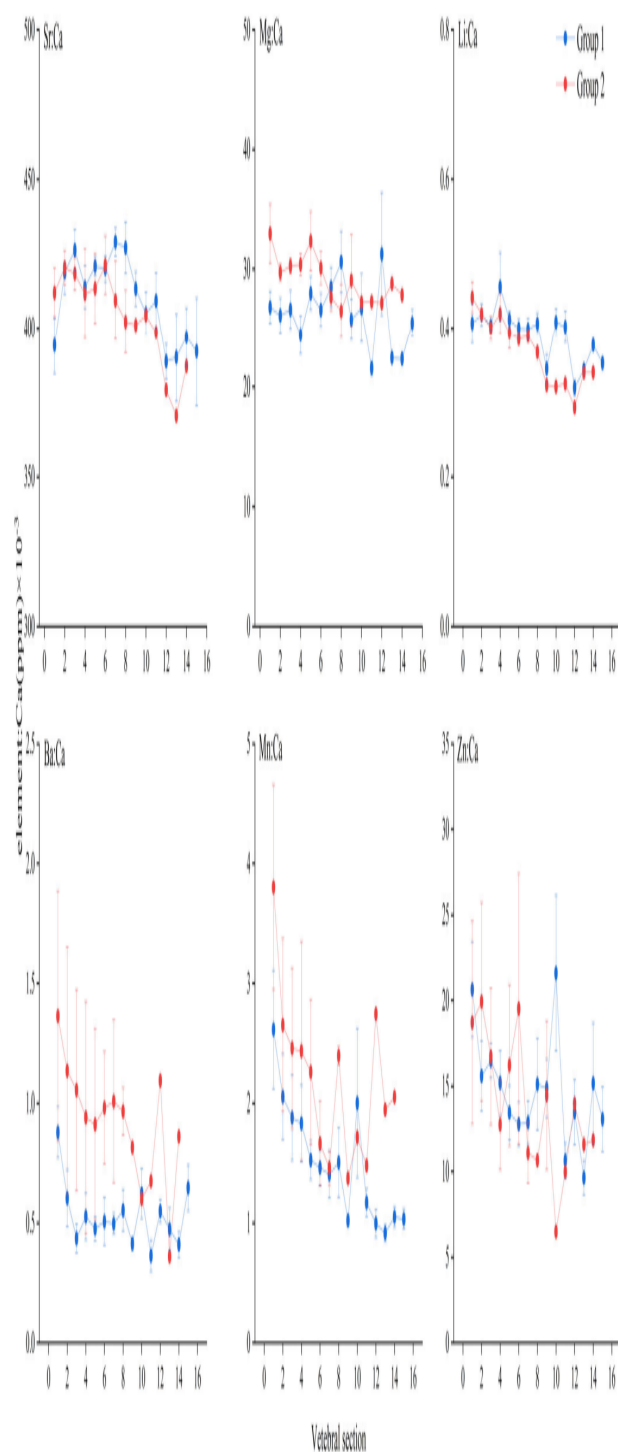 Sr:Ca
500
450
400
350
300
0 2 4 6 8 10 12 14 16
Mg:Ca
50
40
30
20
10
0
0 2 4 6 8 10 12 14 16
Li:Ca
0.8
0.6
0.4
0.2
0.0
0 2 4 6 8 10 12 14 16
Group 1
Group 2
element:Ca(ppm)×10⁻³
Ba:Ca
2.5
2.0
1.5
1.0
0.5
0.0
0 2 4 6 8 10 12 14 16
Mn:Ca
5
4
3
2
1
0
0 2 4 6 8 10 12 14 16
Zn:Ca
35
30
25
20
15
10
5
0
0 2 4 6 8 10 12 14 16
Vetebral section